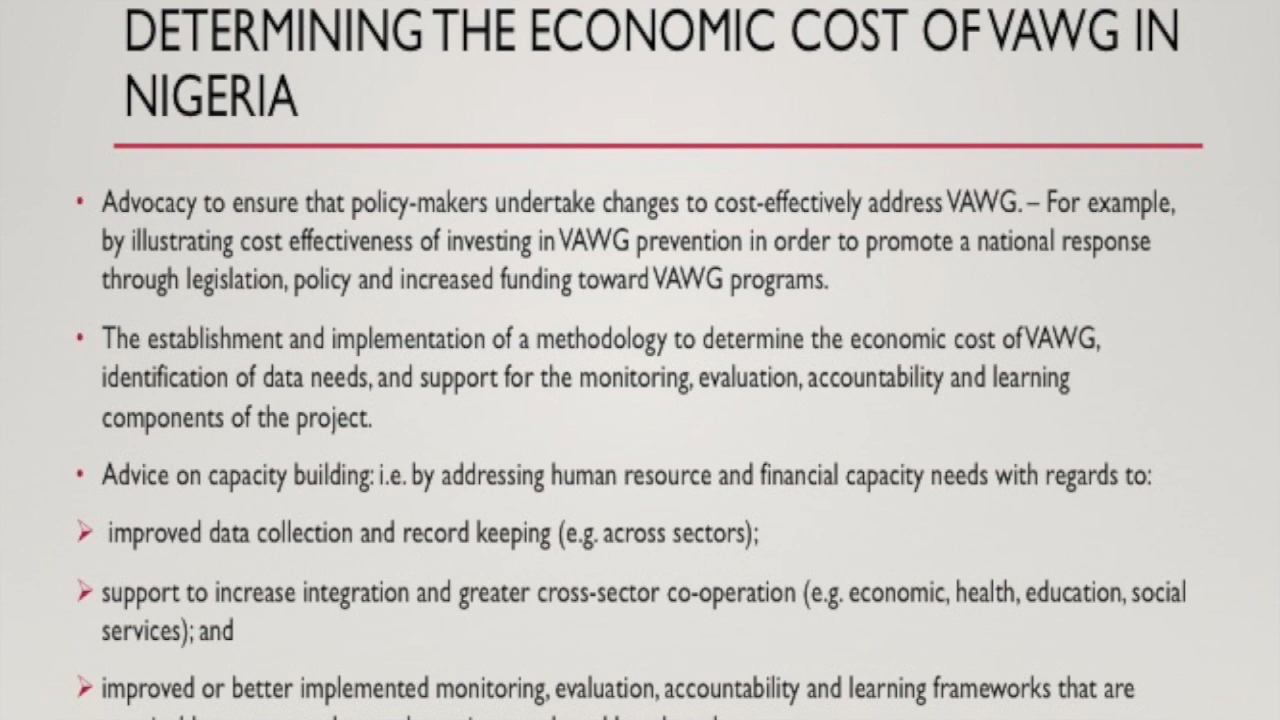 DETERMINING THE ECONOMIC COST OF VAWG IN
NIGERIA
• Advocacy to ensure that policy-makers undertake changes to cost-effectively address VAWG. – For example,
by illustrating cost effectiveness of investing in VAWG prevention in order to promote a national response
through legislation, policy and increased funding toward VAWG programs.
• The establishment and implementation of a methodology to determine the economic cost of VAWG,
identification of data needs, and support for the monitoring, evaluation, accountability and learning
components of the project.
• Advice on capacity building: i.e. by addressing human resource and financial capacity needs with regards to:
➢ improved data collection and record keeping (e.g. across sectors);
➢ support to increase integration and greater cross-sector co-operation (e.g. economic, health, education, social
services); and
➢ improved or better implemented monitoring, evaluation, accountability and learning frameworks that are